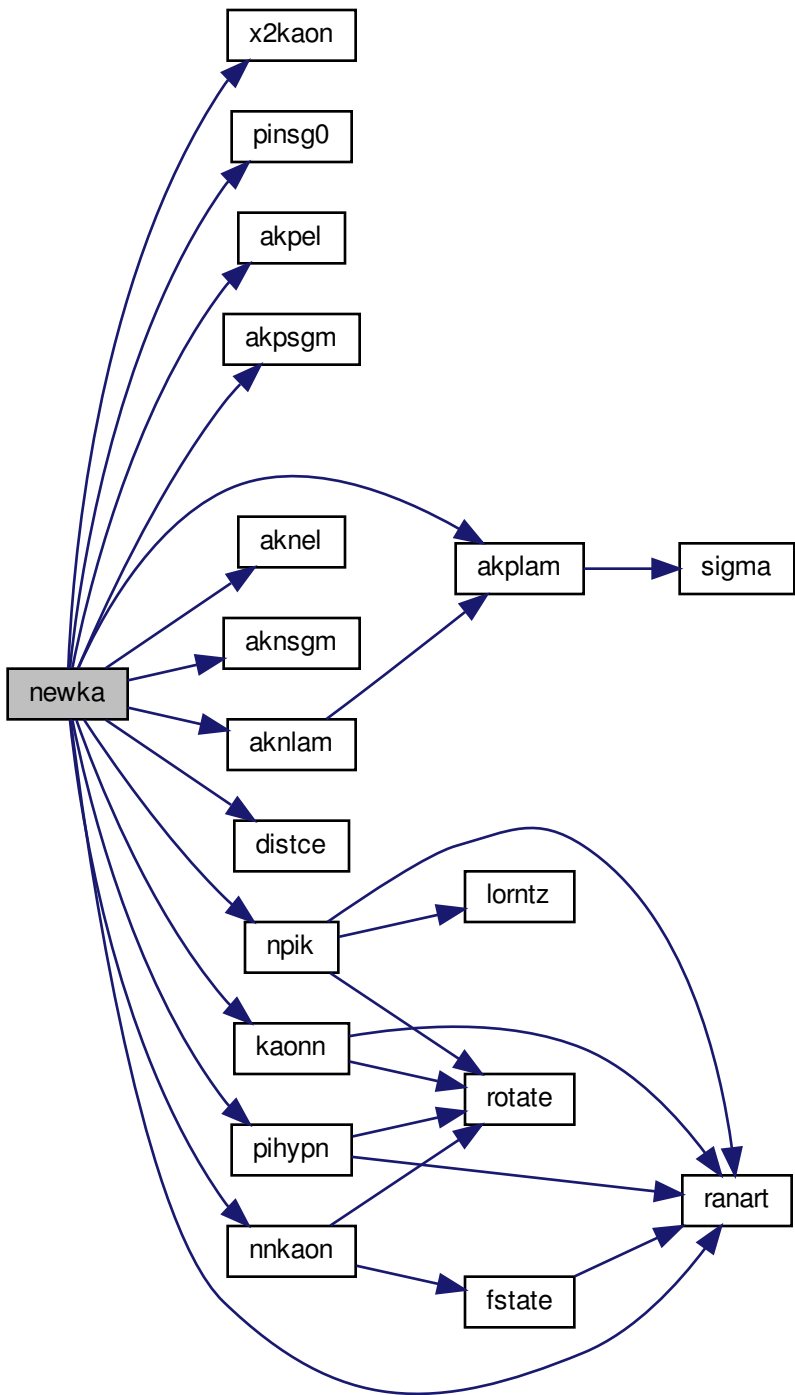 x2kaon
pinsg0
akpel
akpsgm
aknel
akplam
sigma
aknsgm
newka
aknlam
distce
lorntz
npik
kaonn
rotate
pihypn
ranart
nnkaon
fstate